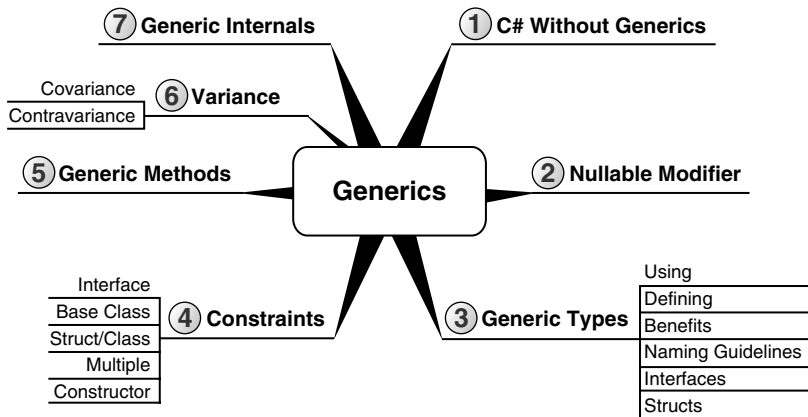 Generics
1 C# Without Generics
2 Nullable Modifier
3 Generic Types
Using
Defining
Benefits
Naming Guidelines
Interfaces
Structs
4 Constraints
Interface
Base Class
Struct/Class
Multiple
Constructor
5 Generic Methods
6 Variance
Covariance
Contravariance
7 Generic Internals